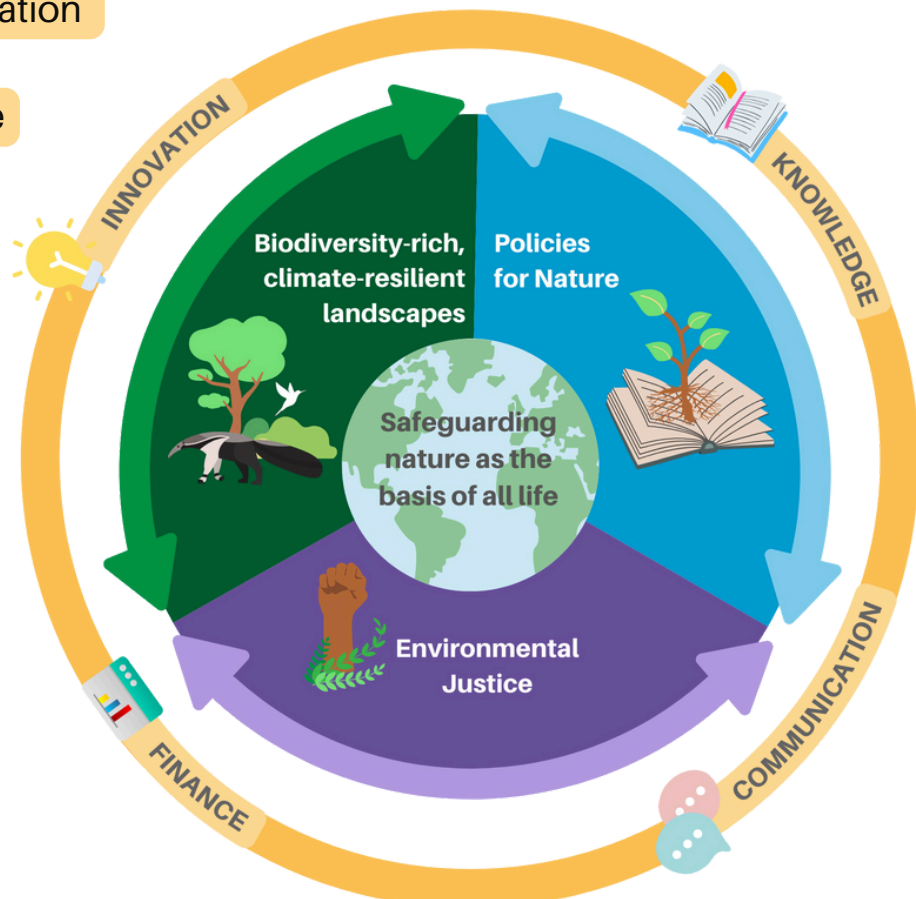 INNOVATION
KNOWLEDGE
Biodiversity-rich,
climate-resilient
landscapes
Policies
for Nature
Safeguarding
nature as the
basis of all life
Environmental
Justice
FINANCE
COMMUNICATION